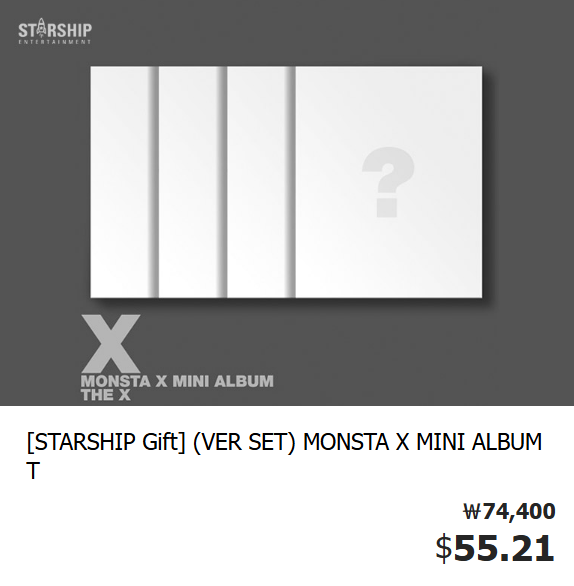 STARSHIP
ENTERTAINMENT
?
X
MONSTA X MINI ALBUM
THE X
[STARSHIP Gift] (VER SET) MONSTA X MINI ALBUM
T
₩74,400
$55.21